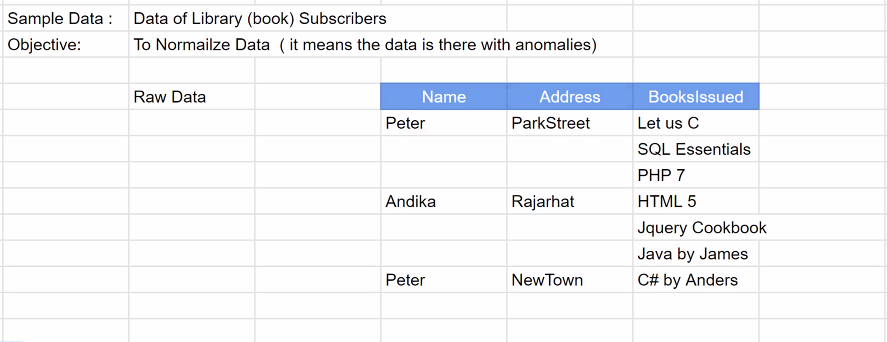 Sample Data : Data of Library (book) Subscribers
Objective: To Normailze Data ( it means the data is there with anomalies)
Raw Data Name Address BooksIssued
Peter ParkStreet Let us C
SQL Essentials
PHP 7
Andika Rajarhat HTML 5
Jquery Cookbook
Java by James
Peter NewTown C# by Anders